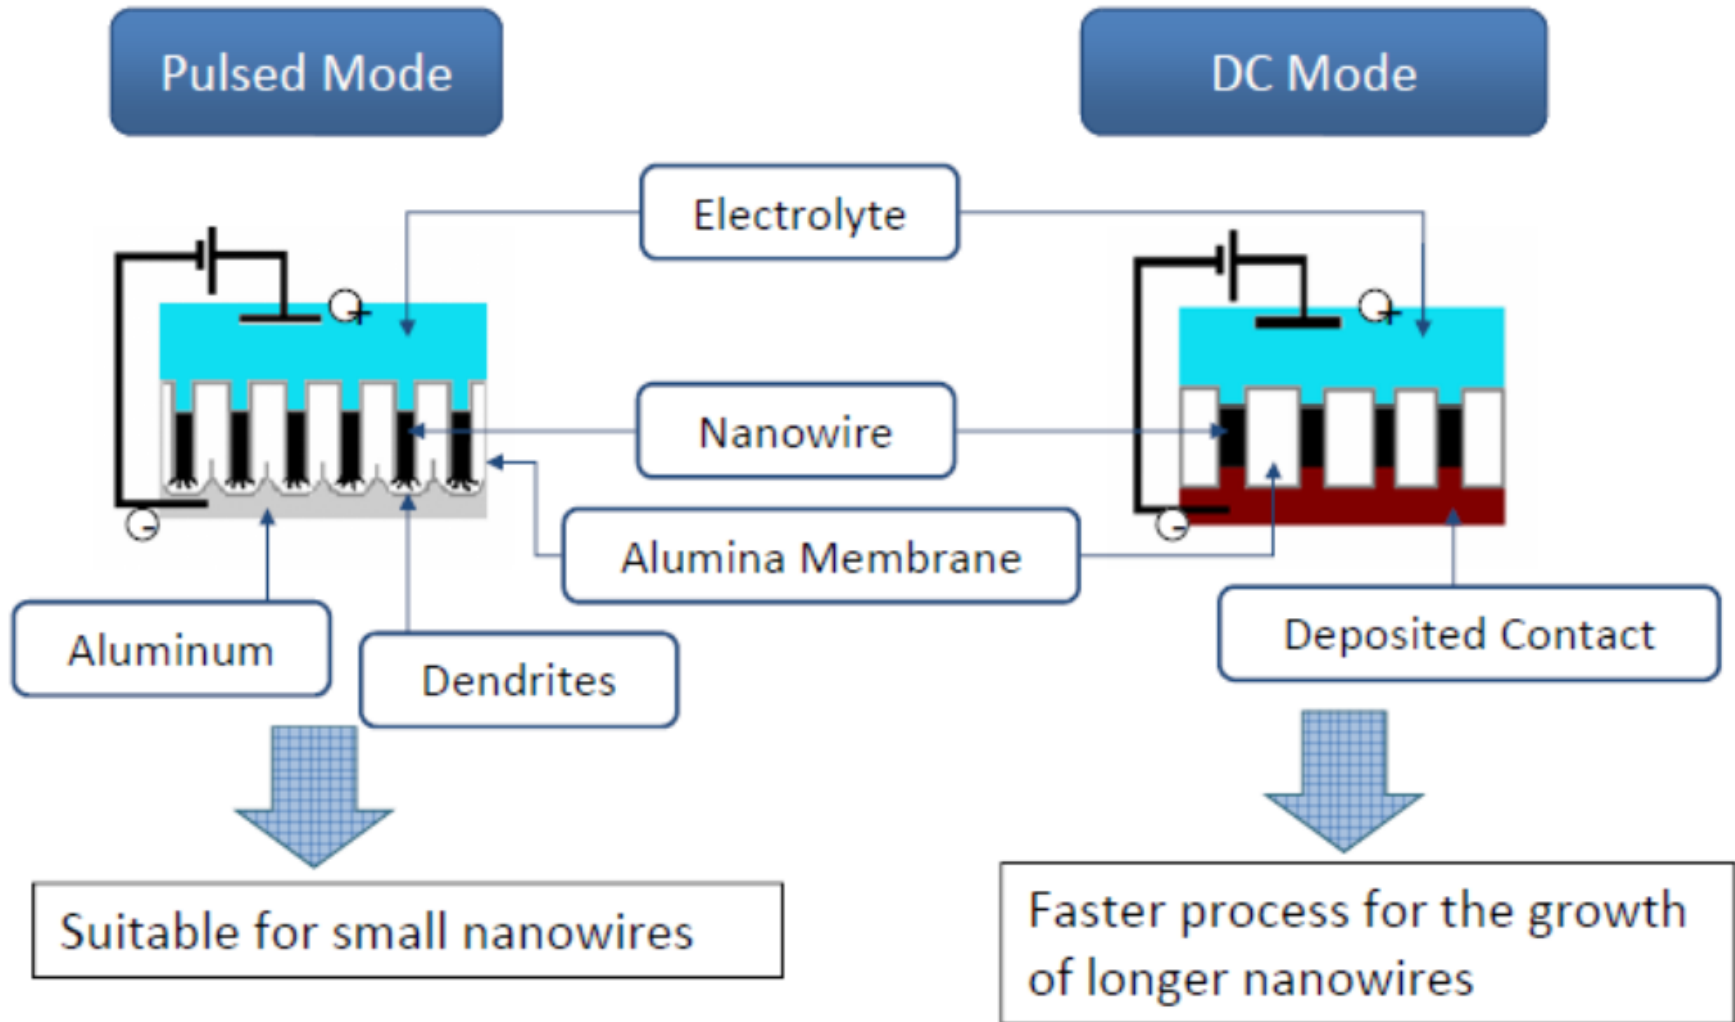 Pulsed Mode
DC Mode
Electrolyte
+
+
Nanowire
-
-
Alumina Membrane
Aluminum
Dendrites
Deposited Contact
Suitable for small nanowires
Faster process for the growth
of longer nanowires